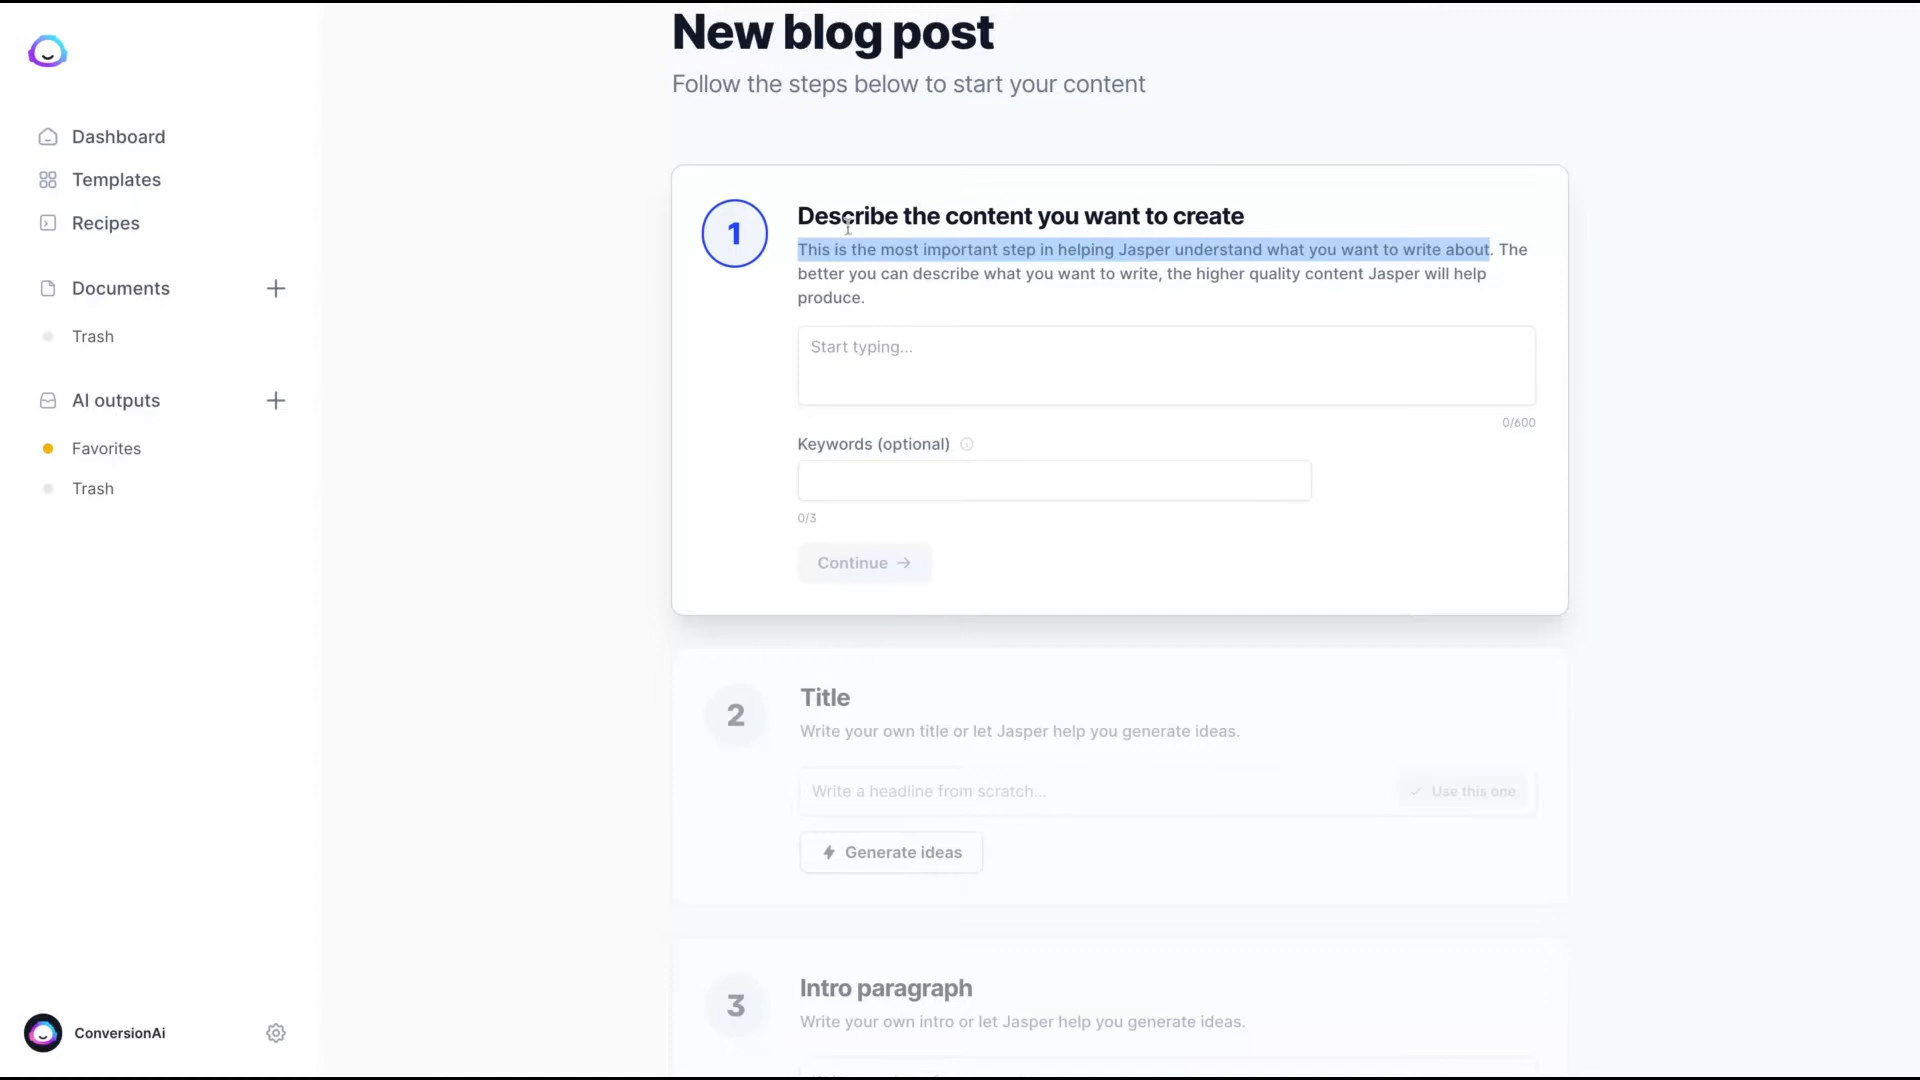 New blog post
Follow the steps below to start your content
Dashboard
Templates
Recipes
Documents
Trash
AI outputs
Favorites
Trash
ConversionAi
1
Describe the content you want to create
This is the most important step in helping Jasper understand what you want to write about. The
better you can describe what you want to write, the higher quality content Jasper will help
produce.
Start typing...
0/600
Keywords (optional)
0/3
Continue
2
Title
Write your own title or let Jasper help you generate ideas.
Write a headline from scratch...
Use this one
Generate ideas
3
Intro paragraph
Write your own intro or let Jasper help you generate ideas.